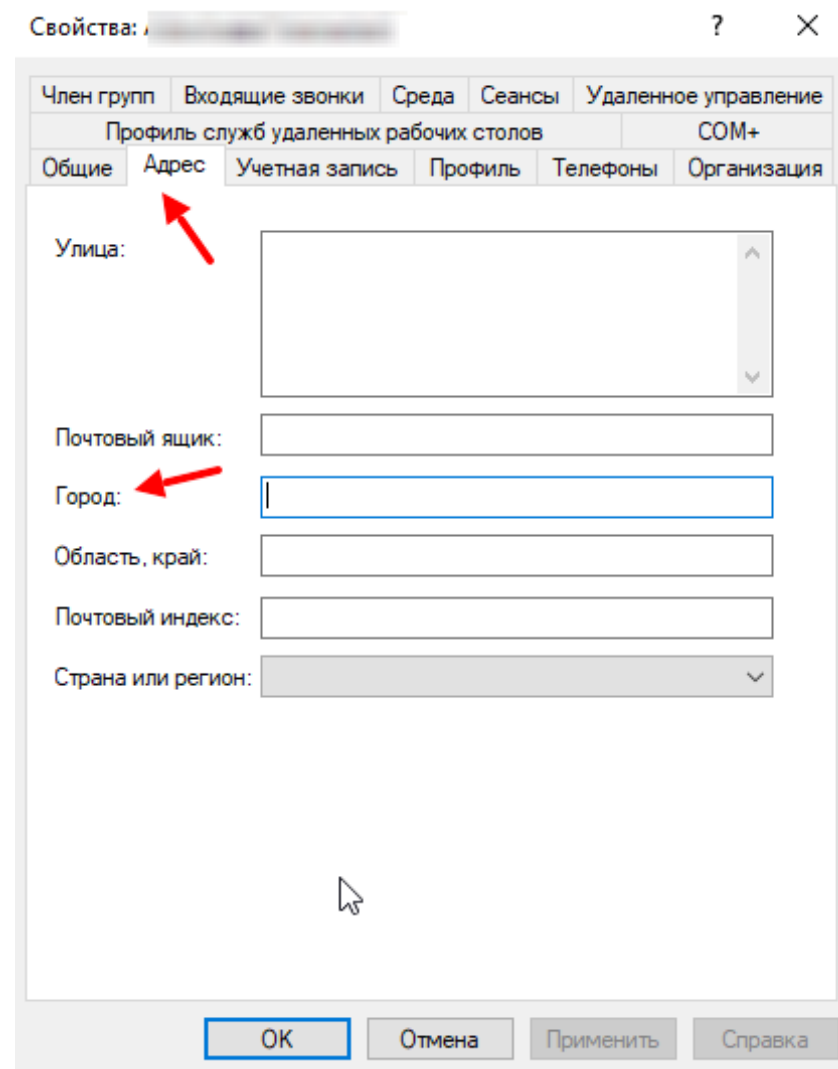 Свойства:
Член групп Входящие звонки Среда Сеансы Удаленное управление
Профиль служб удаленных рабочих столов COM+
Общие Адрес Учетная запись Профиль Телефоны Организация
Улица:
Почтовый ящик:
Город:
Область, край:
Почтовый индекс:
Страна или регион:
OK Отмена Применить Справка